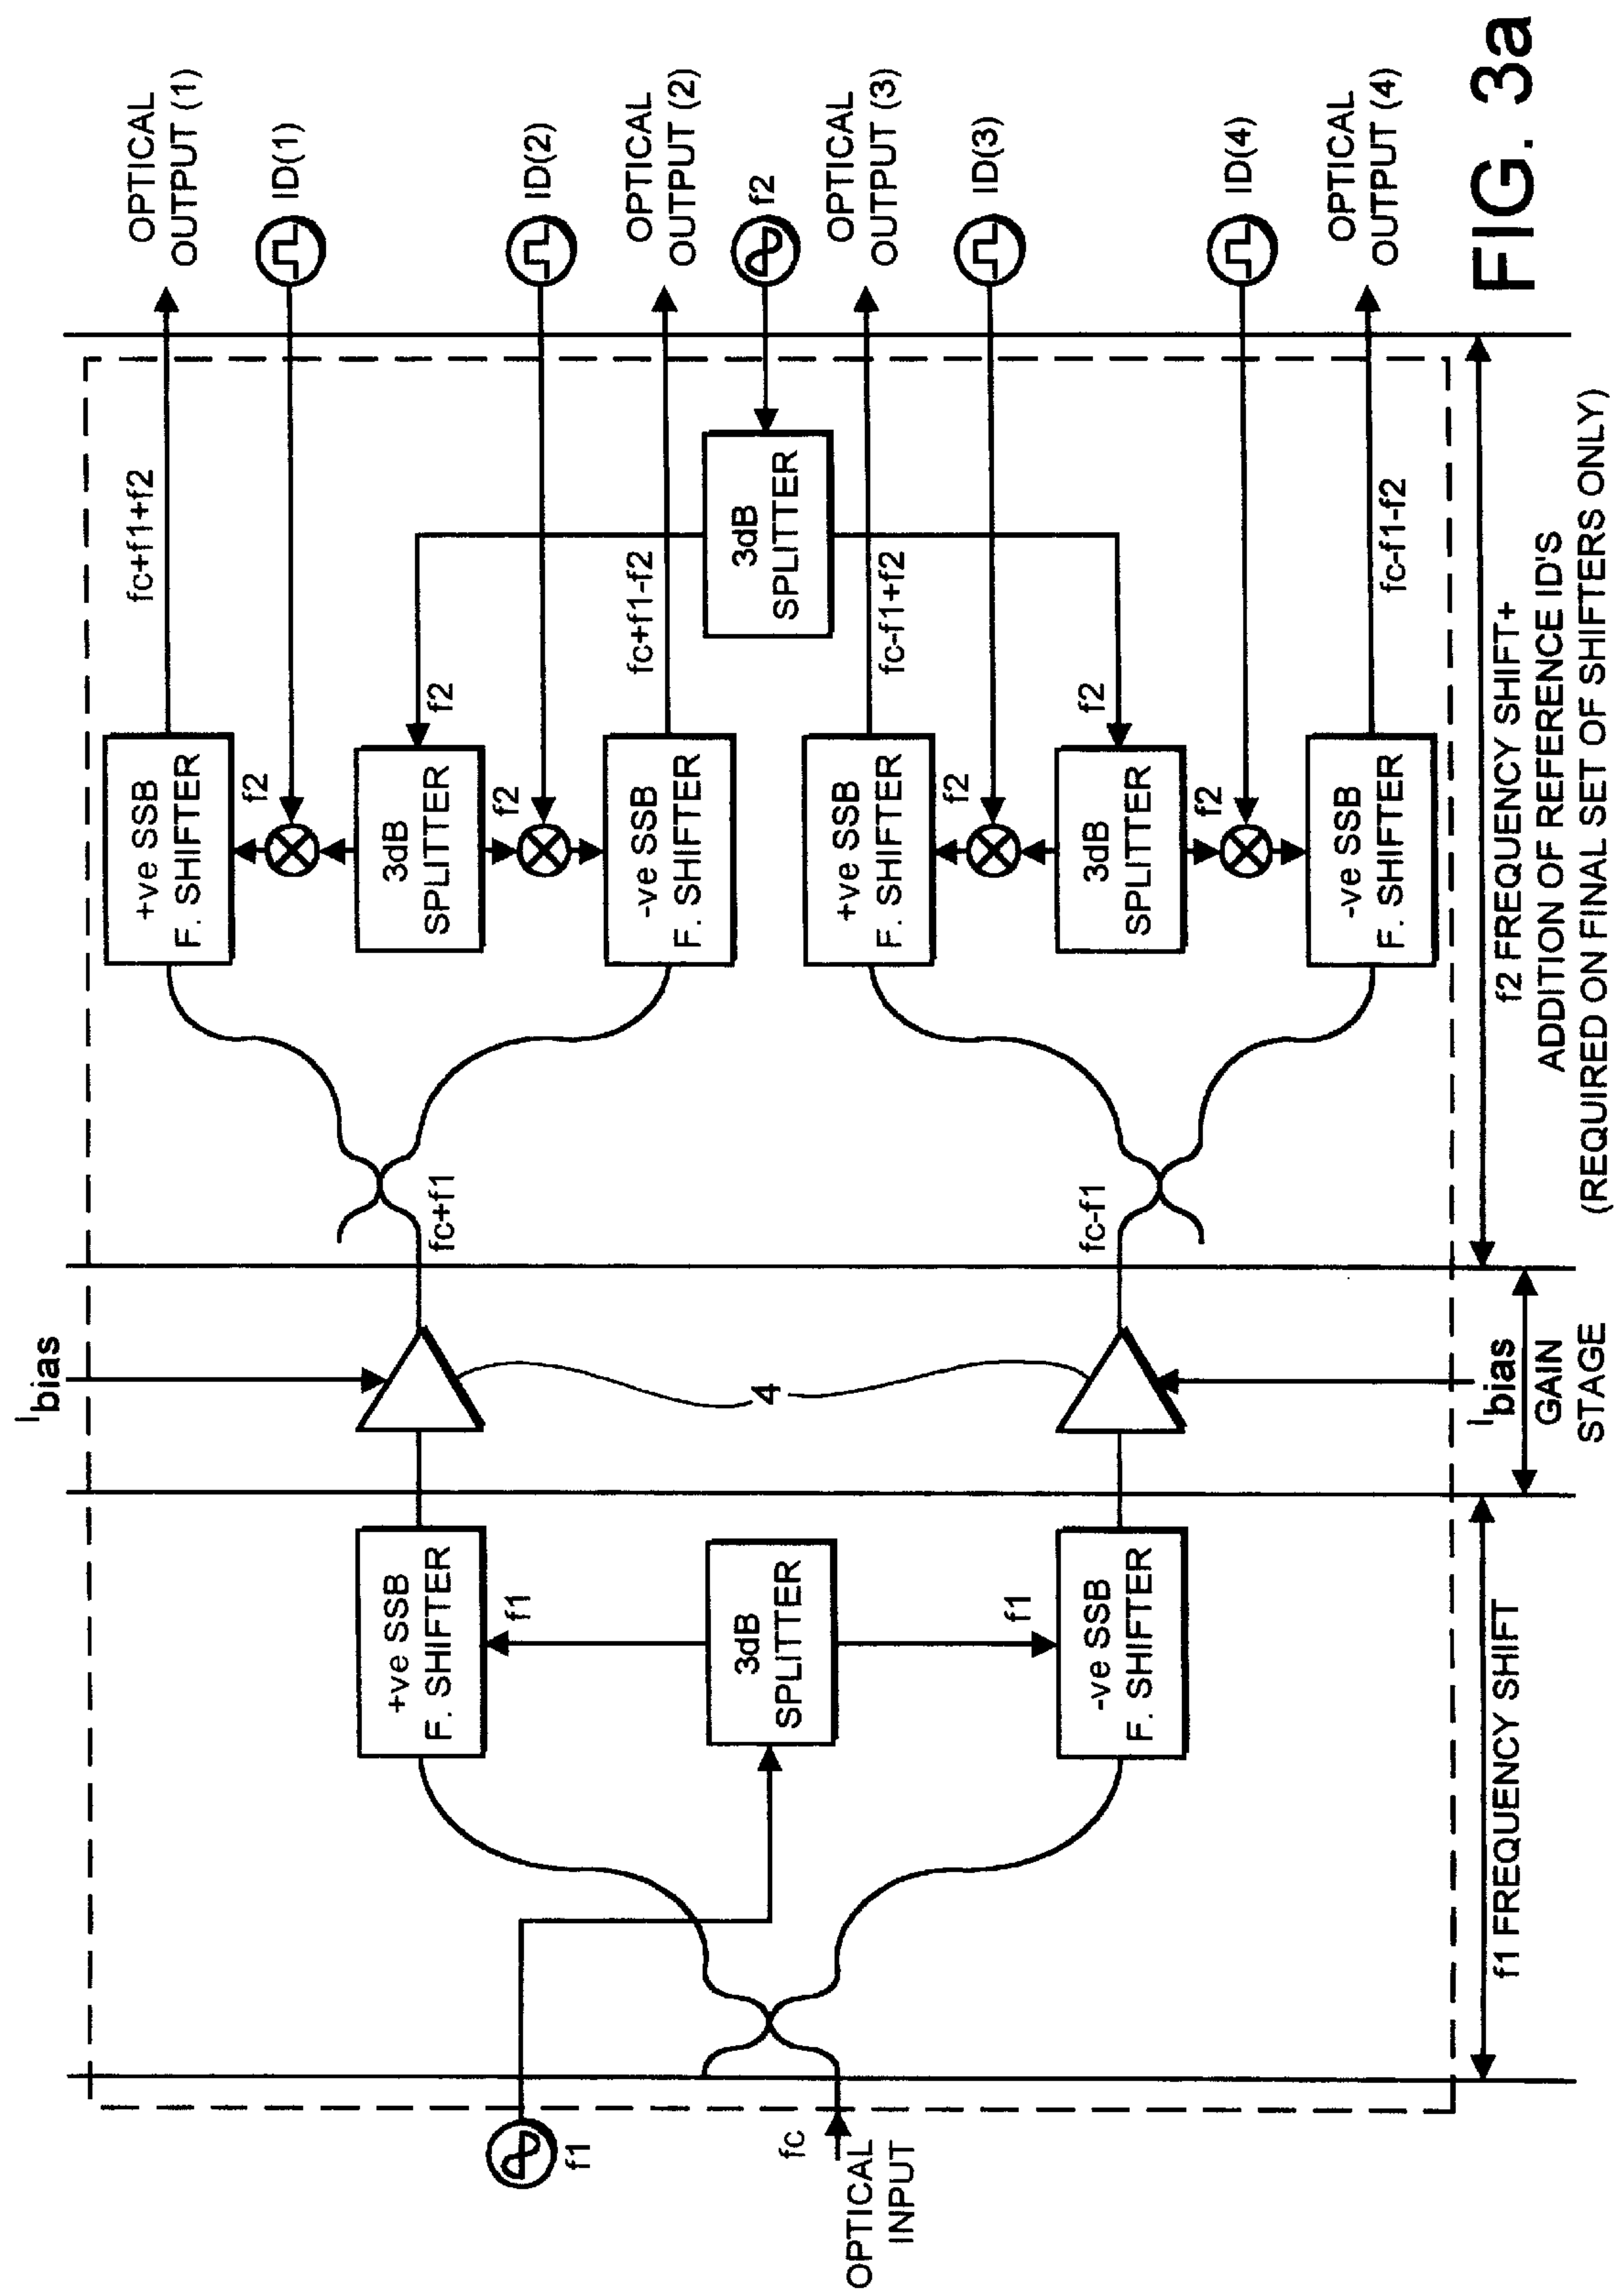 OPTICAL
OUTPUT (1)
ID(1)
ID(2)
OPTICAL
OUTPUT (2)
f2
OPTICAL
OUTPUT (3)
ID(3)
ID(4)
OPTICAL
OUTPUT (4)
fc+f1+f2
fc+f1-f2
3dB
SPLITTER
fc-f1+f2
fc-f1-f2
+ve SSB
F. SHIFTER
f2
3dB
SPLITTER
f2
f2
-ve SSB
F. SHIFTER
+ve SSB
F. SHIFTER
f2
3dB
SPLITTER
f2
f2
-ve SSB
F. SHIFTER
fc+f1
fc-f1
Ibias
4
Ibias
+ve SSB
F. SHIFTER
f1
3dB
SPLITTER
f1
-ve SSB
F. SHIFTER
f1
fc
OPTICAL
INPUT
f1 FREQUENCY SHIFT
GAIN
STAGE
f2 FREQUENCY SHIFT+
ADDITION OF REFERENCE ID'S
(REQUIRED ON FINAL SET OF SHIFTERS ONLY)
FIG. 3a